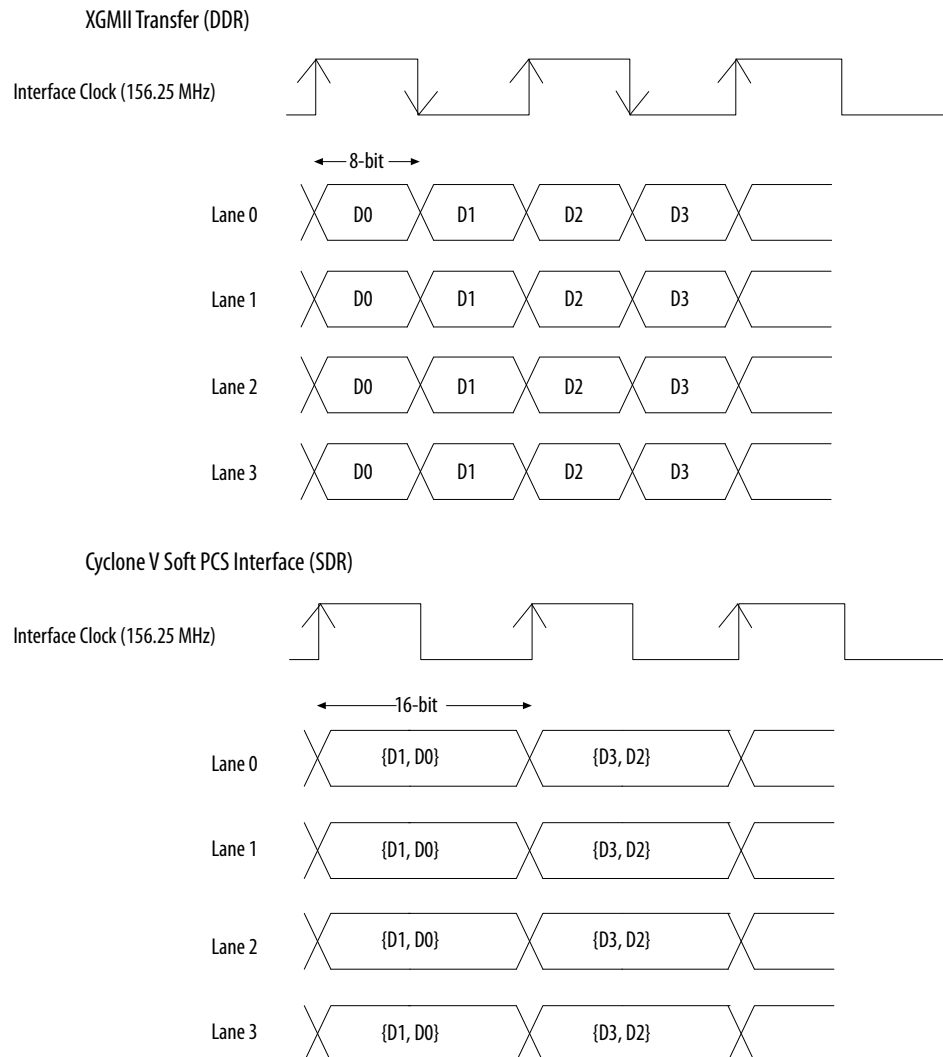 XGMII Transfer (DDR)
Interface Clock (156.25 MHz)
8-bit
Lane 0 D0 D1 D2 D3
Lane 1 D0 D1 D2 D3
Lane 2 D0 D1 D2 D3
Lane 3 D0 D1 D2 D3
Cyclone V Soft PCS Interface (SDR)
Interface Clock (156.25 MHz)
16-bit
Lane 0 {D1, D0} {D3, D2}
Lane 1 {D1, D0} {D3, D2}
Lane 2 {D1, D0} {D3, D2}
Lane 3 {D1, D0} {D3, D2}